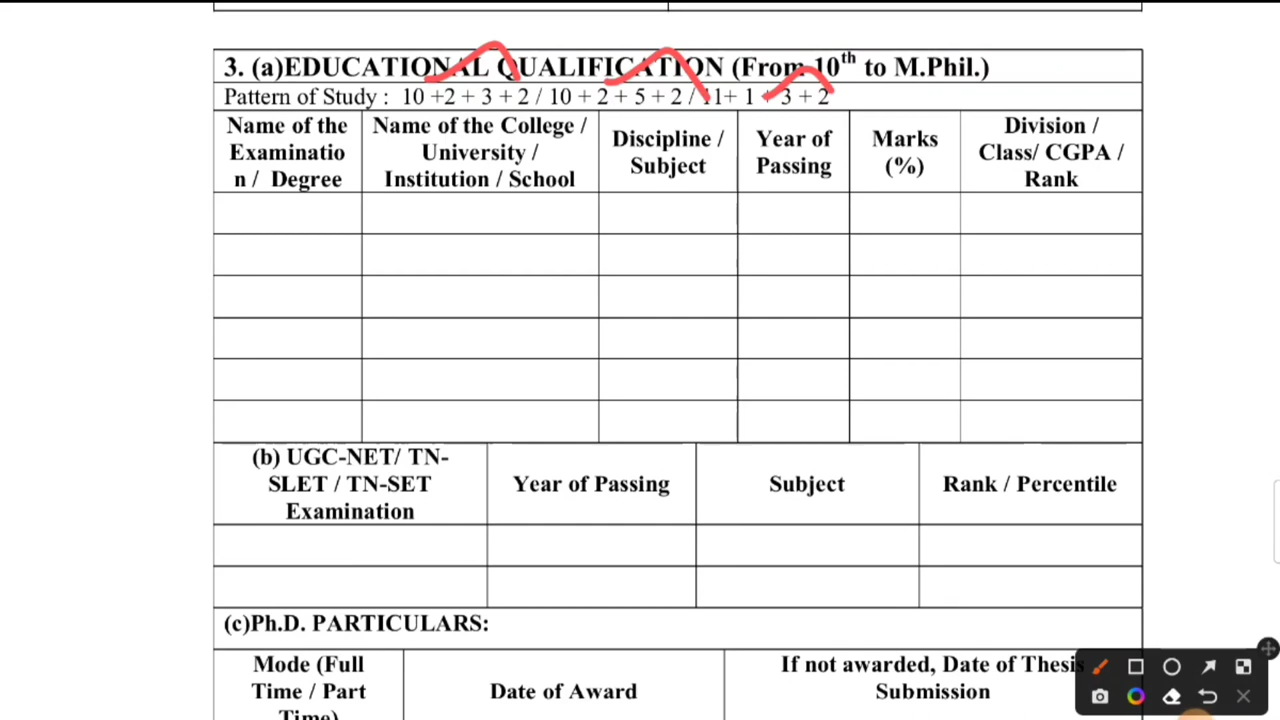 3. (a)EDUCATIONAL QUALIFICATION (From 10th to M.Phil.)
Pattern of Study : 10 +2 + 3 + 2 / 10 + 2 + 5 + 2 / 11+ 1 + 3 + 2
Name of the
Examinatio
n / Degree
Name of the College /
University /
Institution / School
Discipline /
Subject
Year of
Passing
Marks
(%)
Division /
Class/ CGPA /
Rank
(b) UGC-NET/ TN-
SLET / TN-SET
Examination
Year of Passing
Subject
Rank / Percentile
(c)Ph.D. PARTICULARS:
Mode (Full
Time / Part
Time)
Date of Award
If not awarded, Date of Thesis
Submission